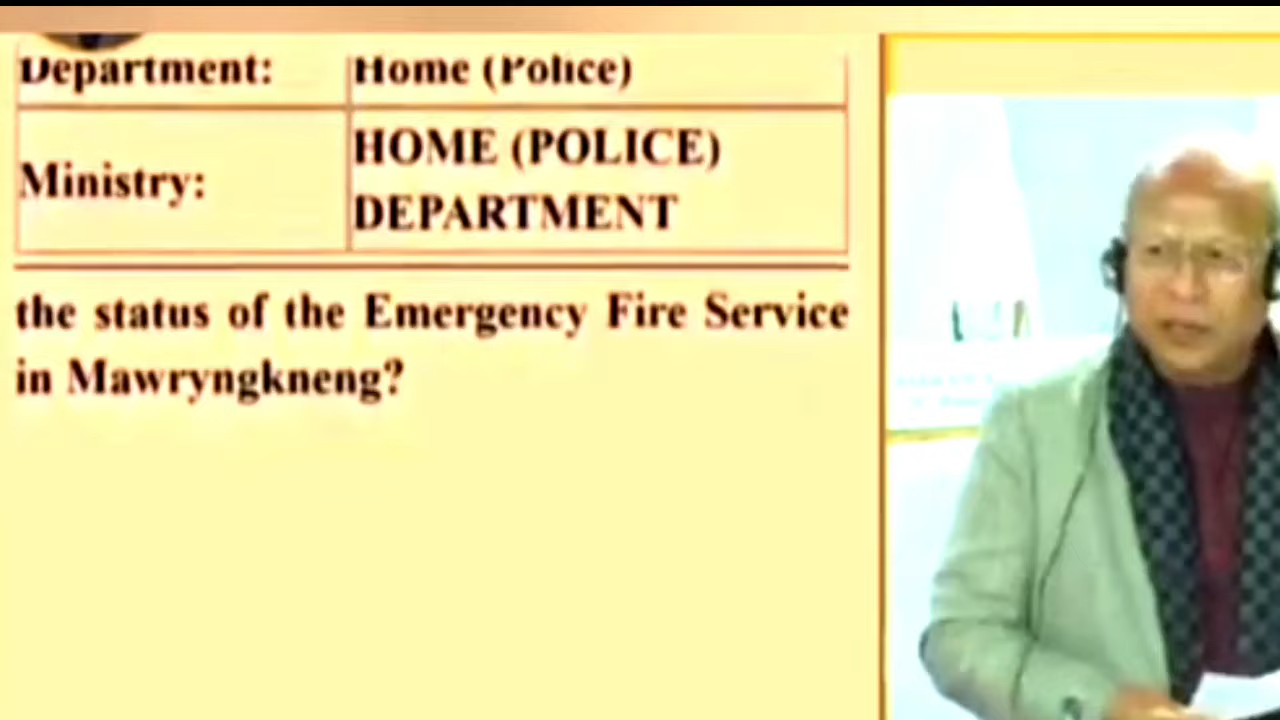 Department: Home (Police)
Ministry: HOME (POLICE)
DEPARTMENT
the status of the Emergency Fire Service
in Mawryngkneng?